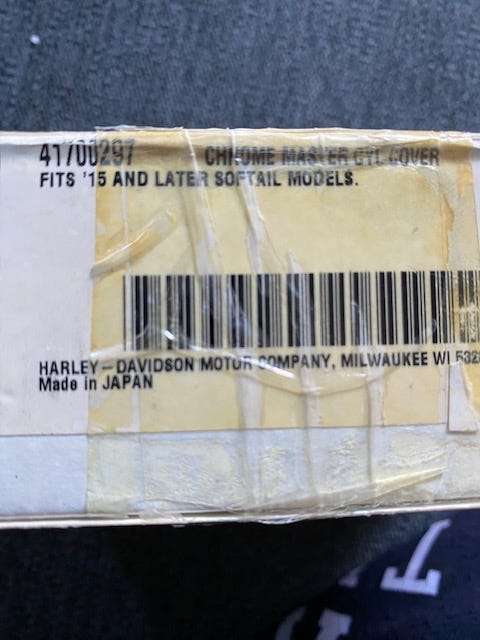 41700297 CHROME MASTER CYL COVER
FITS '15 AND LATER SOFTAIL MODELS.
HARLEY-DAVIDSON MOTOR COMPANY, MILWAUKEE WI
Made in JAPAN